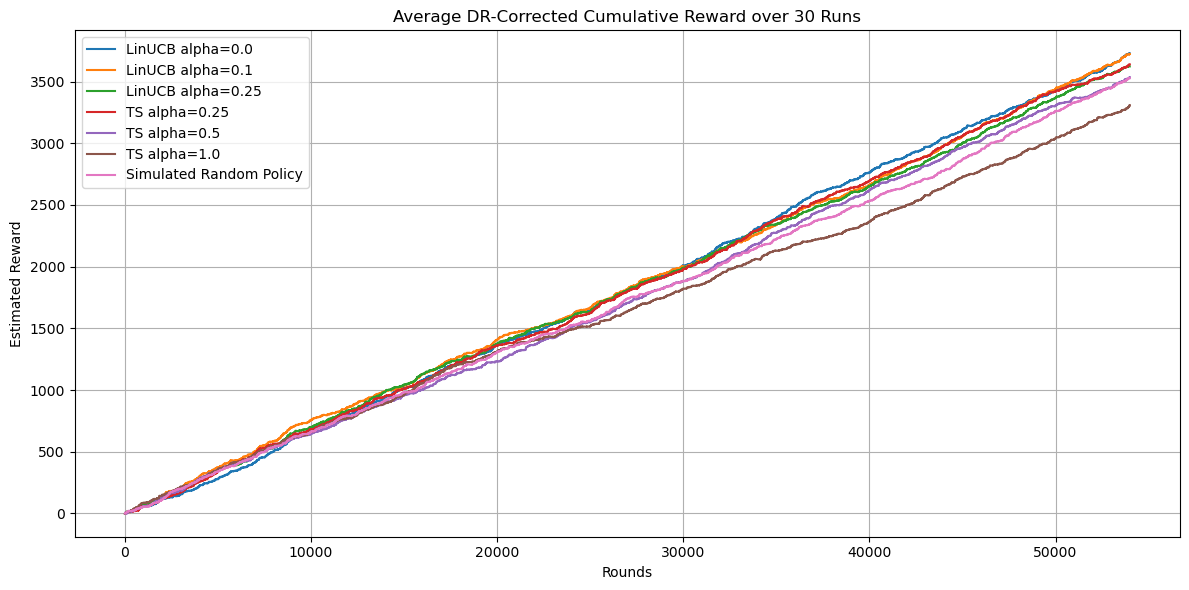 Average DR-Corrected Cumulative Reward over 30 Runs
LinUCB alpha=0.0
LinUCB alpha=0.1
LinUCB alpha=0.25
TS alpha=0.25
TS alpha=0.5
TS alpha=1.0
Simulated Random Policy
Estimated Reward
3500
3000
2500
2000
1500
1000
500
0
0 10000 20000 30000 40000 50000
Rounds